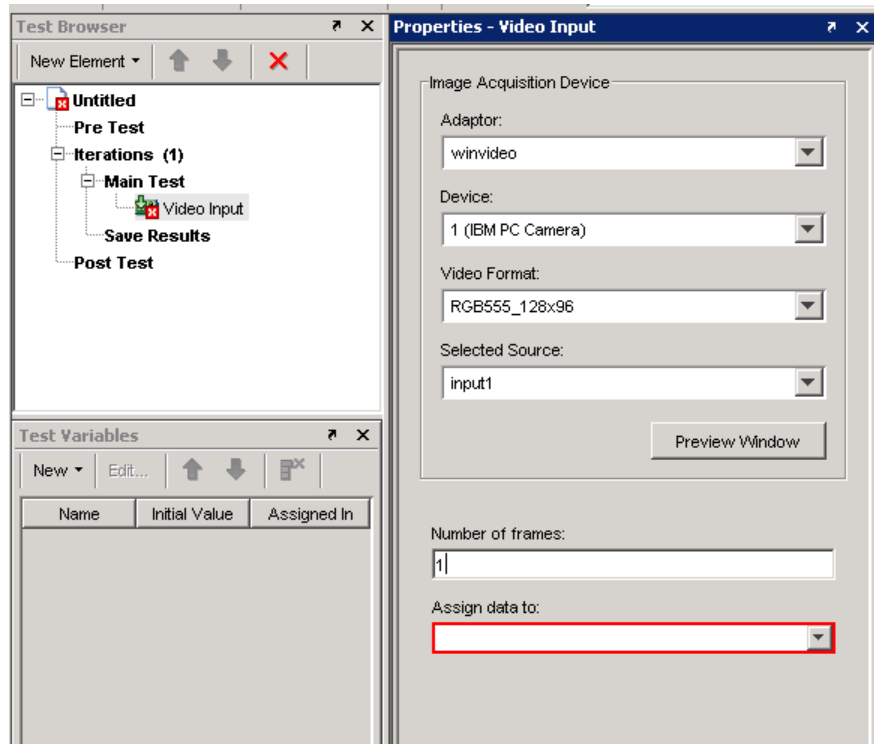 Test Browser
New Element
Untitled
Pre Test
Iterations (1)
Main Test
Video Input
Save Results
Post Test
Test Variables
New
Edit...
Name Initial Value Assigned In
Properties - Video Input
Image Acquisition Device
Adaptor:
winvideo
Device:
1 (IBM PC Camera)
Video Format:
RGB555_128x96
Selected Source:
input1
Preview Window
Number of frames:
1
Assign data to: